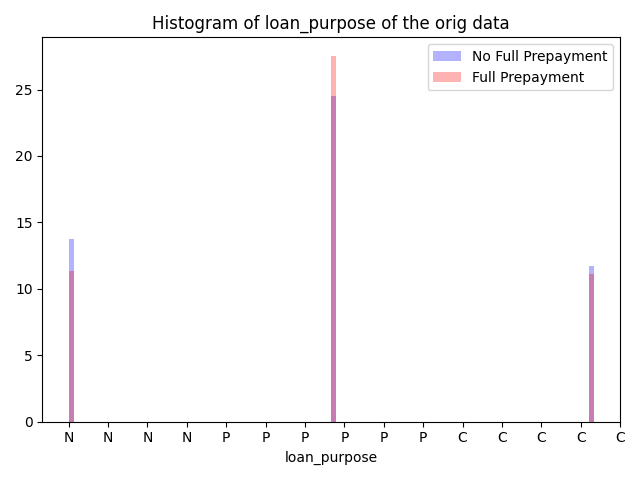 Histogram of loan_purpose of the orig data
No Full Prepayment
Full Prepayment
25
20
15
10
5
0
N N N N P P P P P P C C C C C
loan_purpose